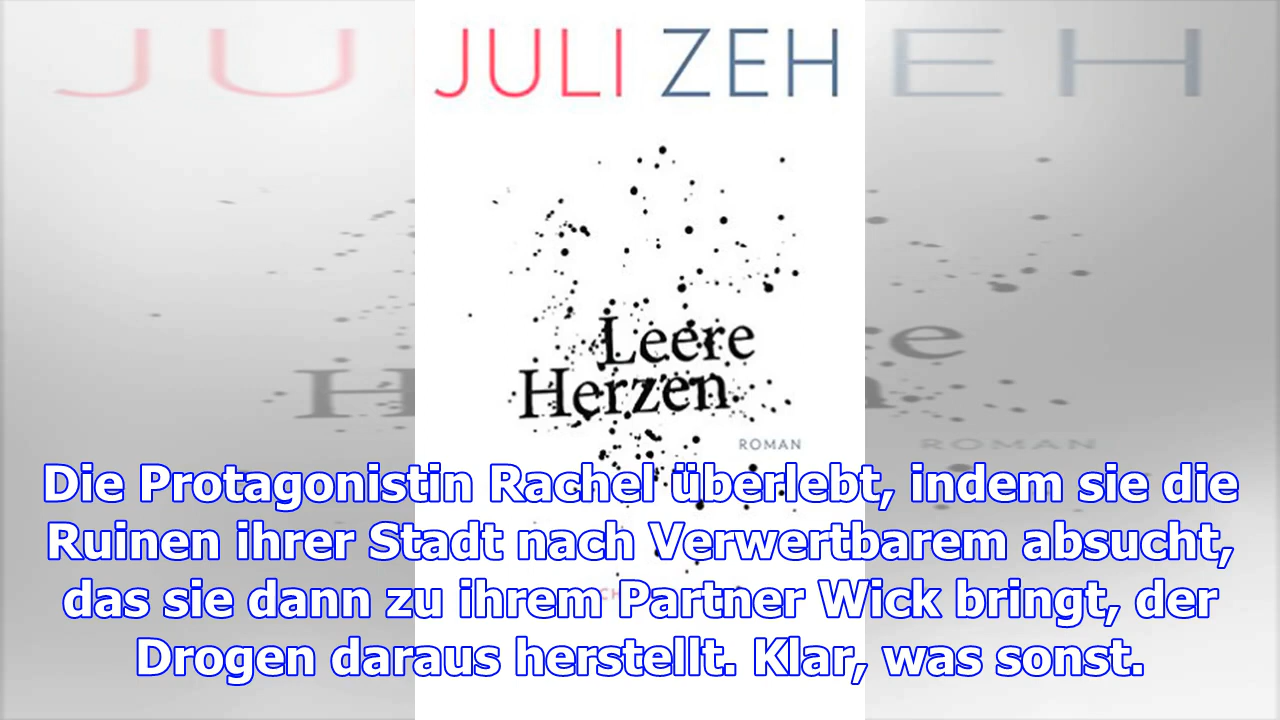 JULI ZEH
Leere
Herzen
ROMAN
Die Protagonistin Rachel überlebt, indem sie die
Ruinen ihrer Stadt nach Verwertbarem absucht,
das sie dann zu ihrem Partner Wick bringt, der
Drogen daraus herstellt. Klar, was sonst.